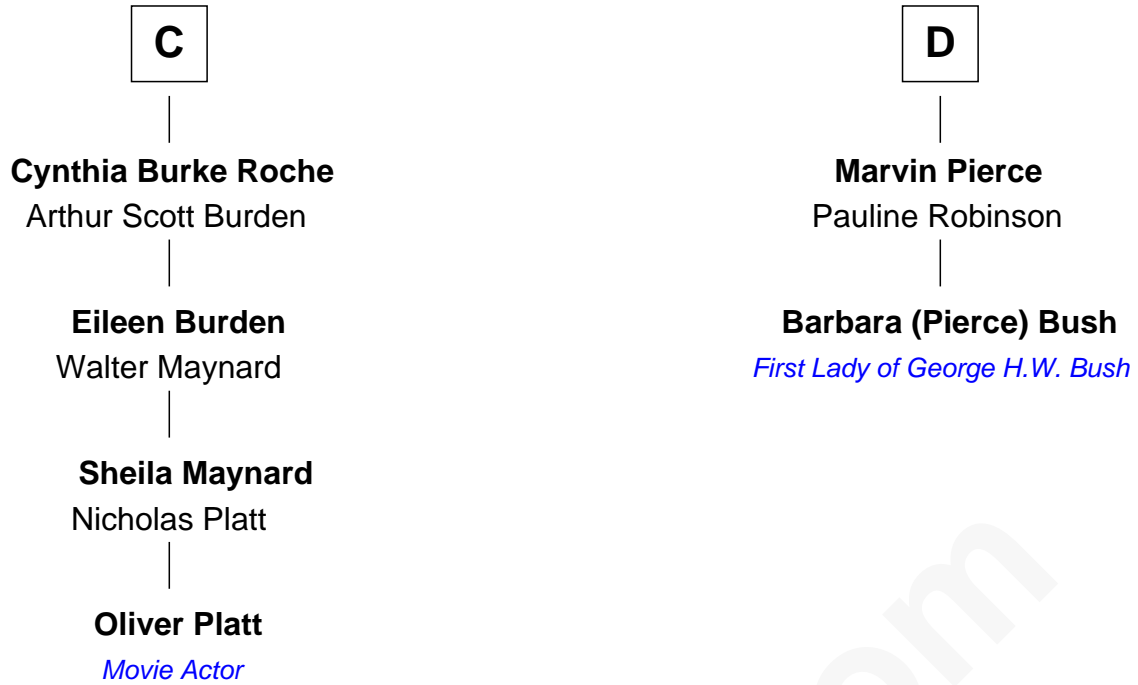 C
Cynthia Burke Roche
Arthur Scott Burden
Eileen Burden
Walter Maynard
Sheila Maynard
Nicholas Platt
Oliver Platt
Movie Actor
D
Marvin Pierce
Pauline Robinson
Barbara (Pierce) Bush
First Lady of George H.W. Bush